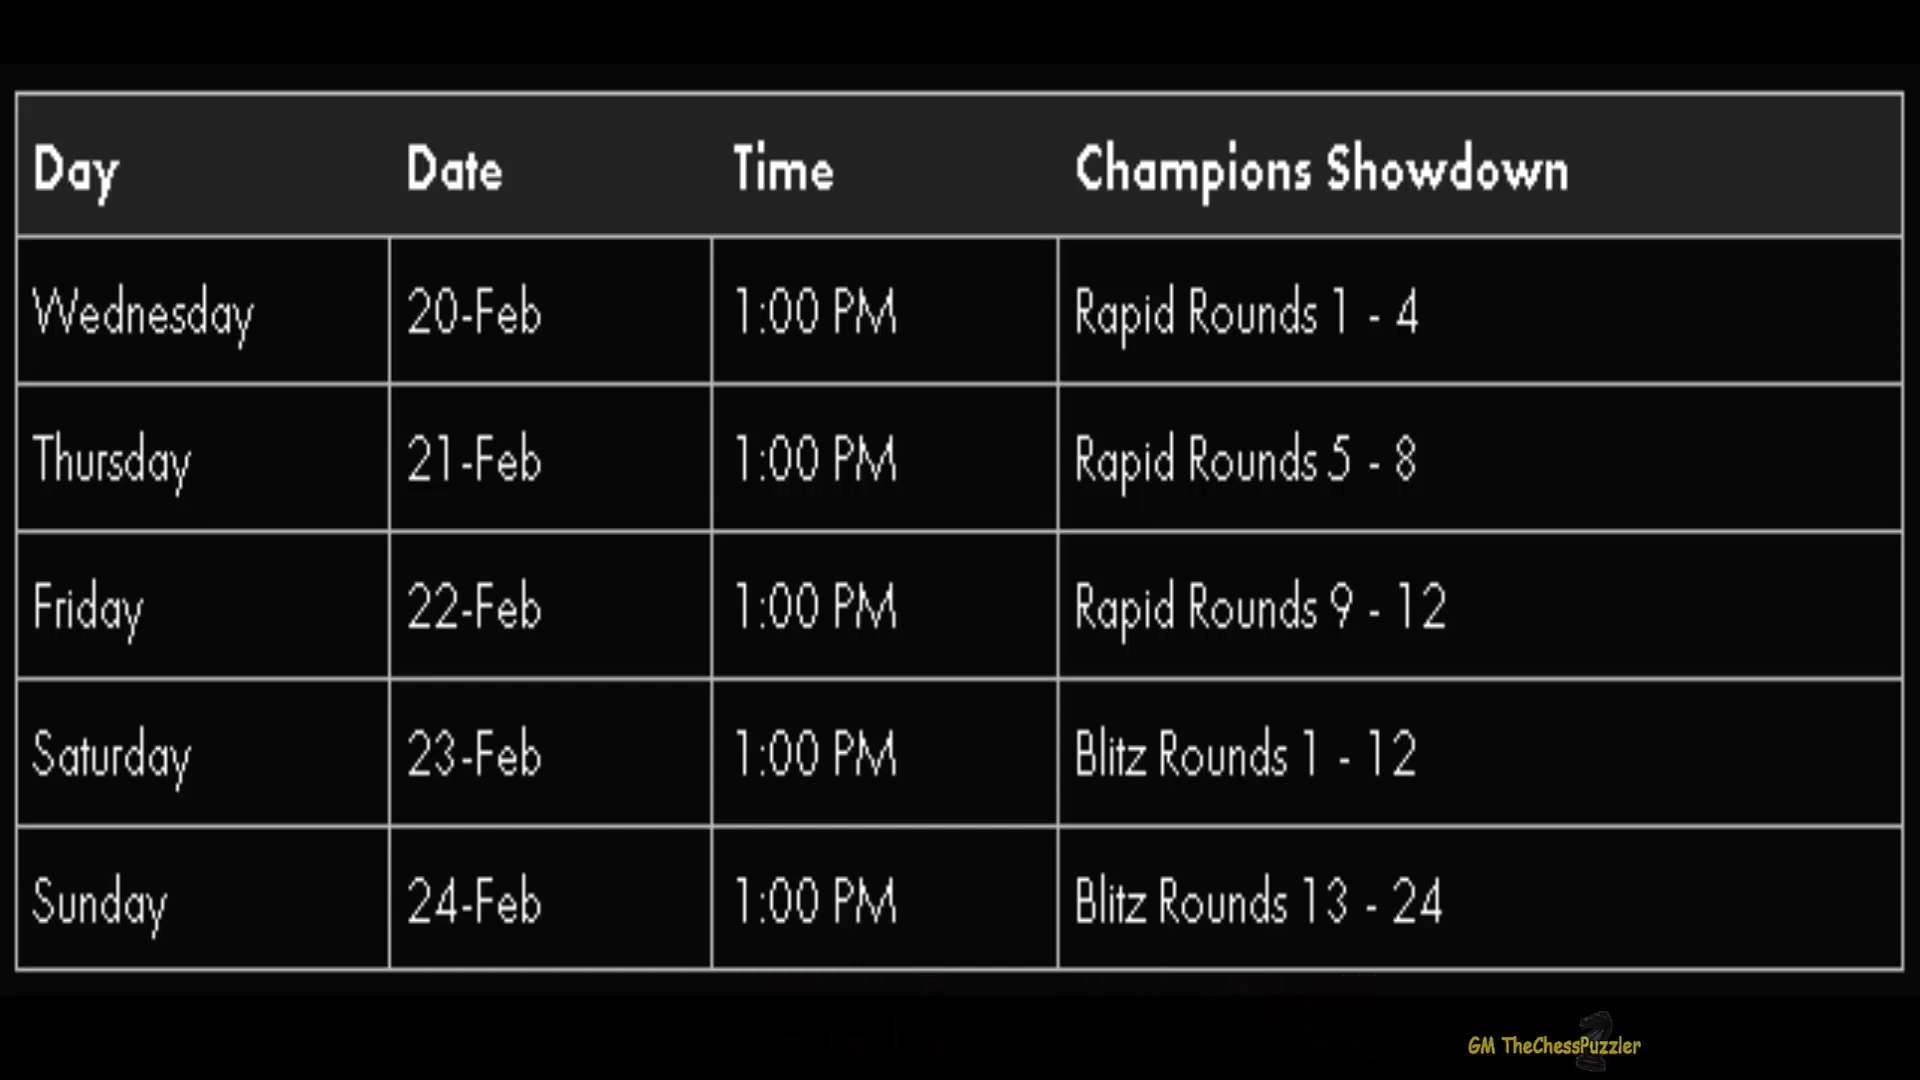 Day Date Time Champions Showdown
Wednesday 20-Feb 1:00 PM Rapid Rounds 1 - 4
Thursday 21-Feb 1:00 PM Rapid Rounds 5 - 8
Friday 22-Feb 1:00 PM Rapid Rounds 9 - 12
Saturday 23-Feb 1:00 PM Blitz Rounds 1 - 12
Sunday 24-Feb 1:00 PM Blitz Rounds 13 - 24
GM TheChessPuzzler